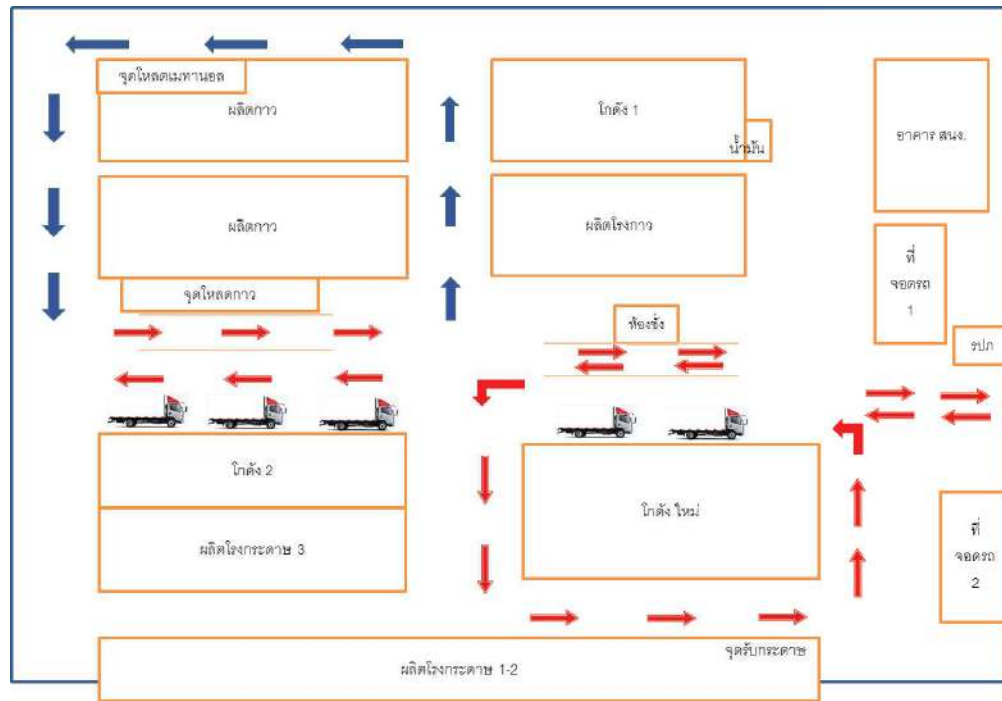 จุดโหลดเมทานอล
ผลิตกาว
โกดัง 1
น้ำมัน
อาคาร สนง.
ผลิตกาว
ผลิตโรงกาว
ที่
จอดรถ
1
จุดโหลดกาว
ห้องชั่ง
รปภ
โกดัง 2
โกดัง ใหม่
ผลิตโรงกระดาษ 3
ที่
จอดรถ
2
จุดรับกระดาษ
ผลิตโรงกระดาษ 1-2